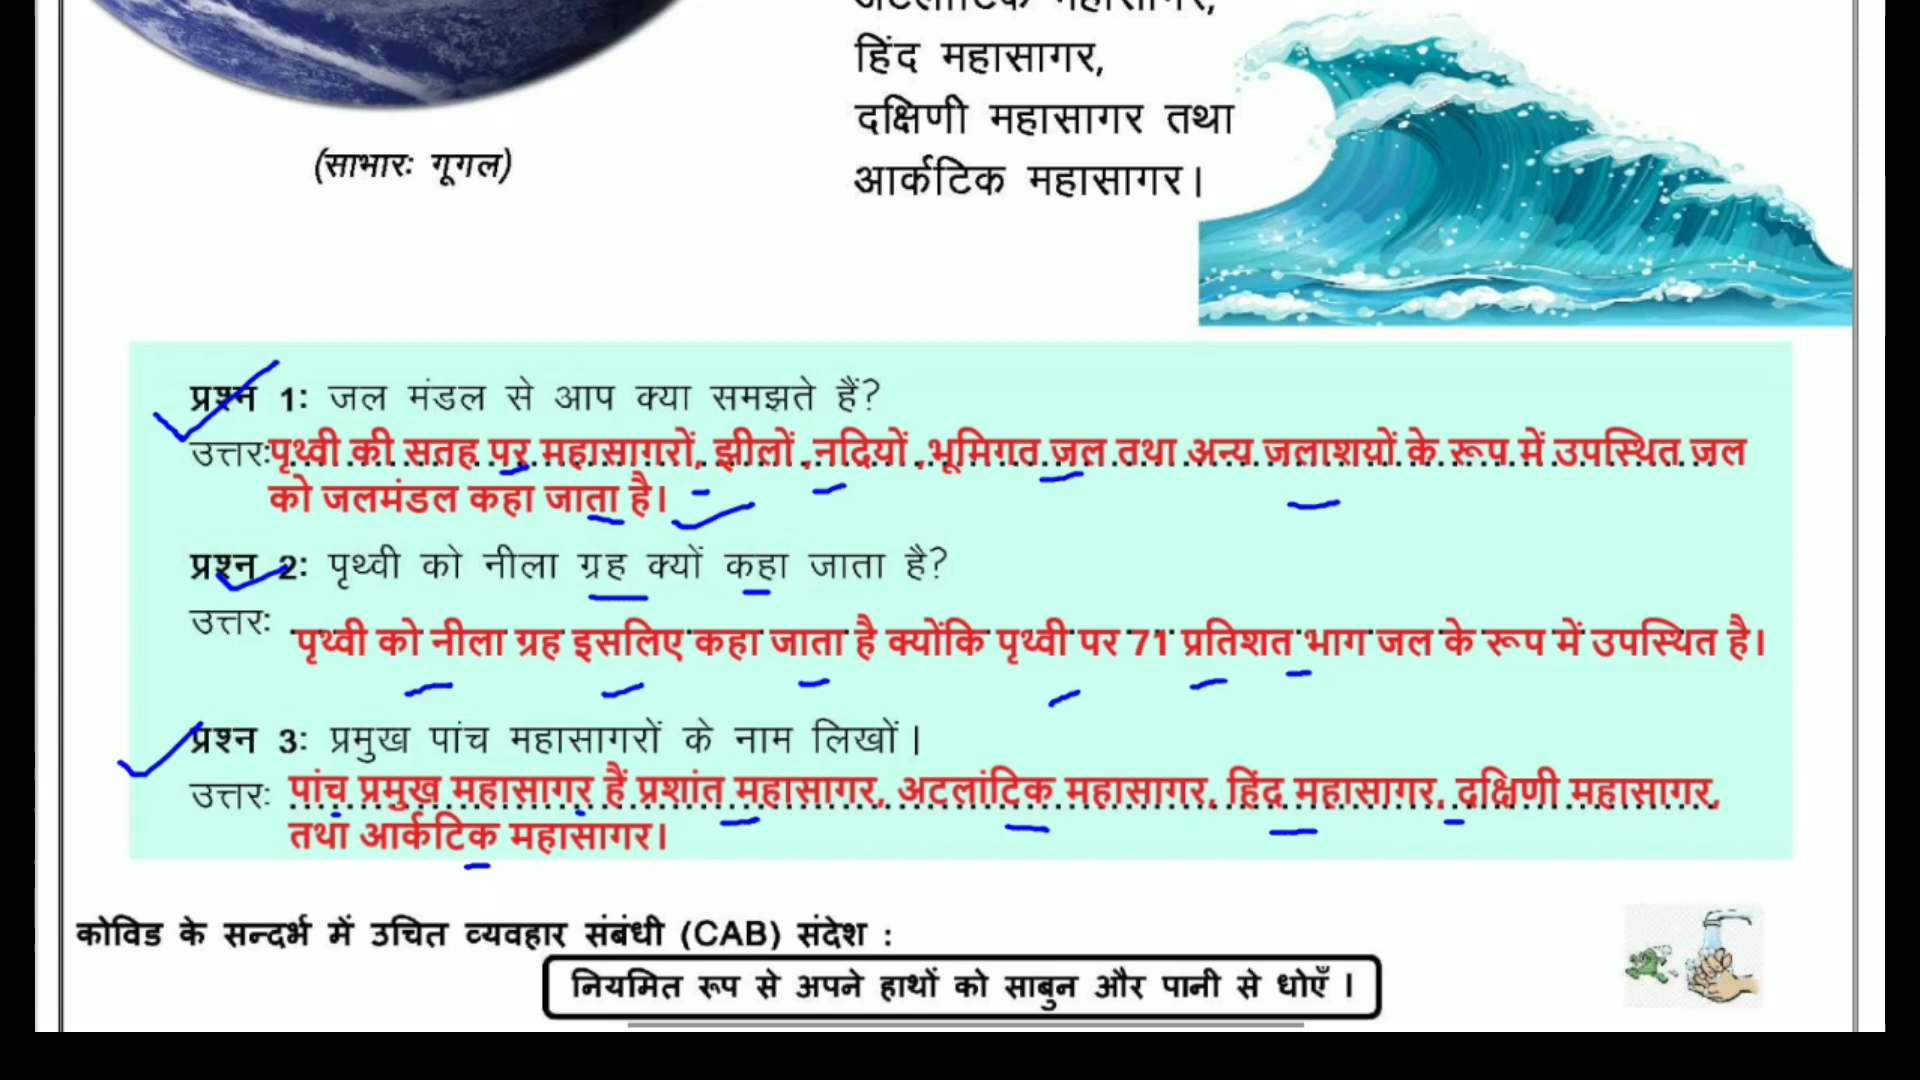 अटलांटिक महासागर,
हिंद महासागर,
दक्षिणी महासागर तथा
आर्कटिक महासागर।
(साभारः गूगल)
प्रश्न 1: जल मंडल से आप क्या समझते हैं?
उत्तर: पृथ्वी की सतह पर महासागरों, झीलों ,नदियों ,भूमिगत जल तथा अन्य जलाशयों के रूप में उपस्थित जल
को जलमंडल कहा जाता है।
प्रश्न 2: पृथ्वी को नीला ग्रह क्यों कहा जाता है?
उत्तर: पृथ्वी को नीला ग्रह इसलिए कहा जाता है क्योंकि पृथ्वी पर 71 प्रतिशत भाग जल के रूप में उपस्थित है।
प्रश्न 3: प्रमुख पांच महासागरों के नाम लिखों।
उत्तर: पांच प्रमुख महासागर हैं प्रशांत महासागर, अटलांटिक महासागर, हिंद महासागर, दक्षिणी महासागर,
तथा आर्कटिक महासागर।
कोविड के सन्दर्भ में उचित व्यवहार संबंधी (CAB) संदेश :
नियमित रूप से अपने हाथों को साबुन और पानी से धोएँ ।